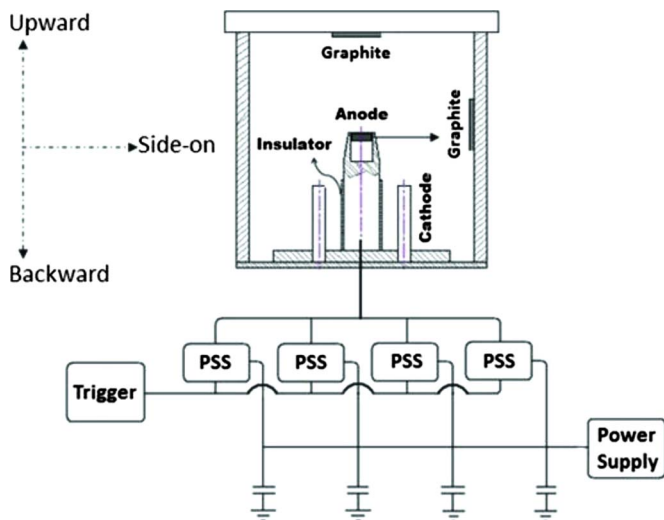 Upward
Graphite
Anode
Graphite
Side-on
Insulator
Cathode
Backward
PSS
PSS
PSS
PSS
Trigger
Power
Supply